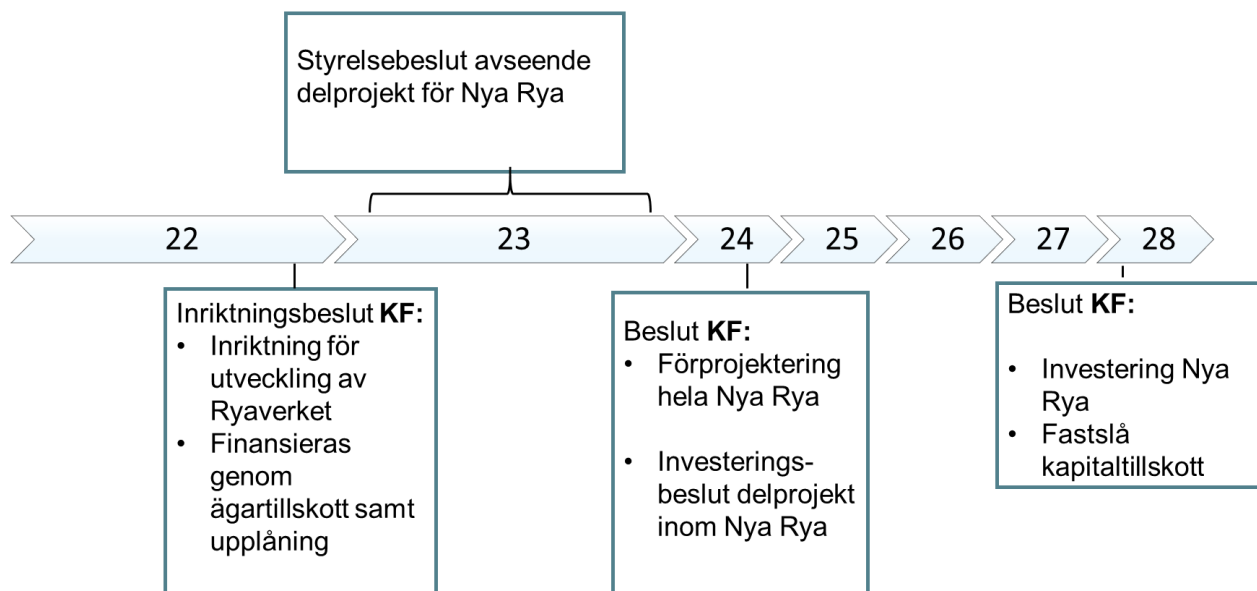 Styrelsebeslut avseende
delprojekt för Nya Rya
22
23
24
25
26
27
28
Inriktningsbeslut KF:
• Inriktning för
utveckling av
Ryaverket
• Finansieras
genom
ägartillskott samt
upplåning
Beslut KF:
• Förprojektering
hela Nya Rya
• Investerings-
beslut delprojekt
inom Nya Rya
Beslut KF:
• Investering Nya
Rya
• Fastslå
kapitaltillskott